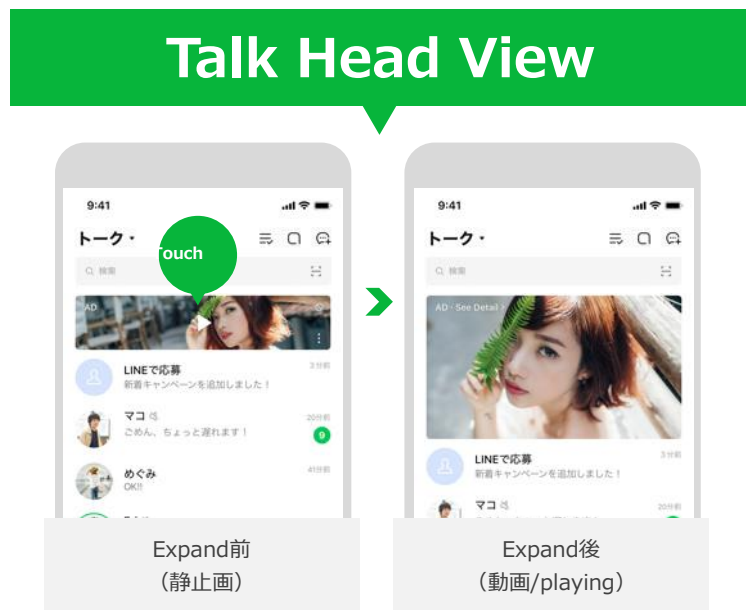 Talk Head View
9:41
トーク
Touch
検索
AD
LINEで応募
3分前
新着キャンペーンを追加しました！
マコ
20分前
ごめん、ちょっと遅れます！
9
めぐみ
41分前
OK!!
Expand前
（静止画）
9:41
トーク
検索
AD・See Detail
LINEで応募
3分前
新着キャンペーンを追加しました！
マコ
20分前
Expand後
（動画/playing）